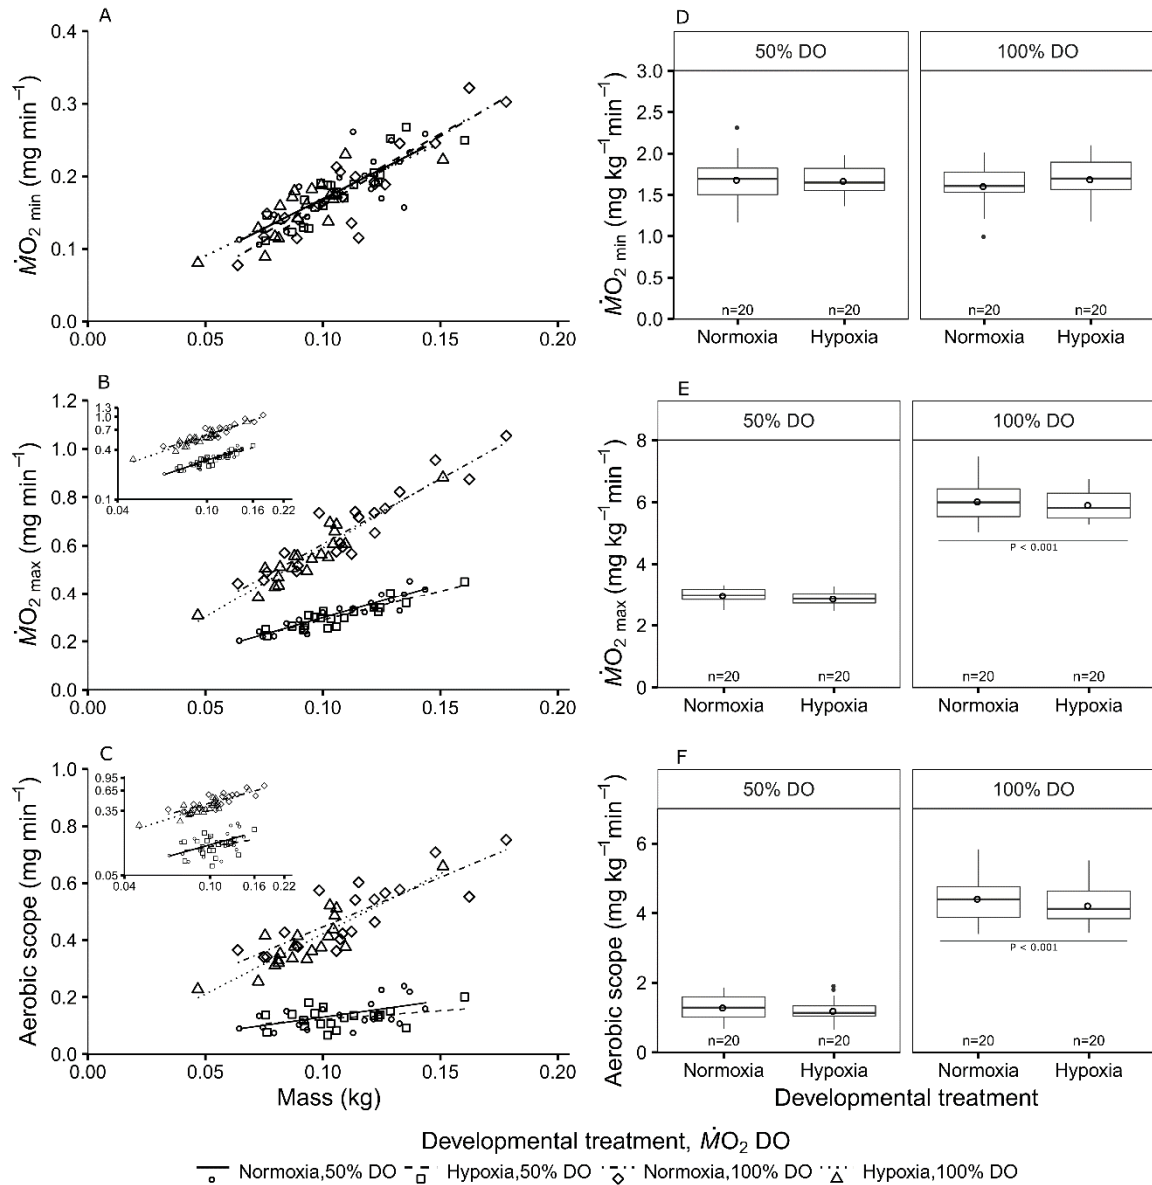 A
ṀO2 min (mg min−1)
0.4
0.3
0.2
0.1
0.0
0.00 0.05 0.10 0.15 0.20
D
50% DO 100% DO
ṀO2 min (mg kg−1min−1)
3.0
2.5
2.0
1.5
1.0
0.5
0.0
n=20 n=20 n=20 n=20
Normoxia Hypoxia Normoxia Hypoxia
B
ṀO2 max (mg min−1)
1.2
1.0
0.8
0.6
0.4
0.2
0.0
1.3
1.0
0.7
0.4
0.1
0.04 0.10 0.16 0.22
0.00 0.05 0.10 0.15 0.20
E
50% DO 100% DO
ṀO2 max (mg kg−1min−1)
8
6
4
2
0
P < 0.001
n=20 n=20 n=20 n=20
Normoxia Hypoxia Normoxia Hypoxia
C
Aerobic scope (mg min−1)
1.0
0.8
0.6
0.4
0.2
0.0
0.95
0.65
0.35
0.05
0.04 0.10 0.16 0.22
0.00 0.05 0.10 0.15 0.20
Mass (kg)
F
50% DO 100% DO
Aerobic scope (mg kg−1min−1)
6
4
2
0
P < 0.001
n=20 n=20 n=20 n=20
Normoxia Hypoxia Normoxia Hypoxia
Developmental treatment
Developmental treatment, ṀO2 DO
Normoxia,50% DO Hypoxia,50% DO Normoxia,100% DO Hypoxia,100% DO